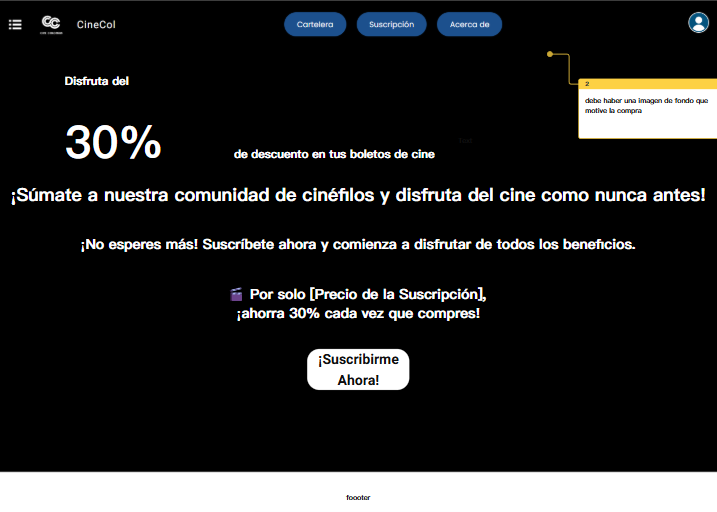 CineCol
Cartelera
Suscripción
Acerca de
Disfruta del
2
debe haber una imagen de fondo que
motive la compra
30%
de descuento en tus boletos de cine
¡Súmate a nuestra comunidad de cinéfilos y disfruta del cine como nunca antes!
¡No esperes más! Suscríbete ahora y comienza a disfrutar de todos los beneficios.
🎬 Por solo [Precio de la Suscripción],
¡ahorra 30% cada vez que compres!
¡Suscribirme
Ahora!
foooter